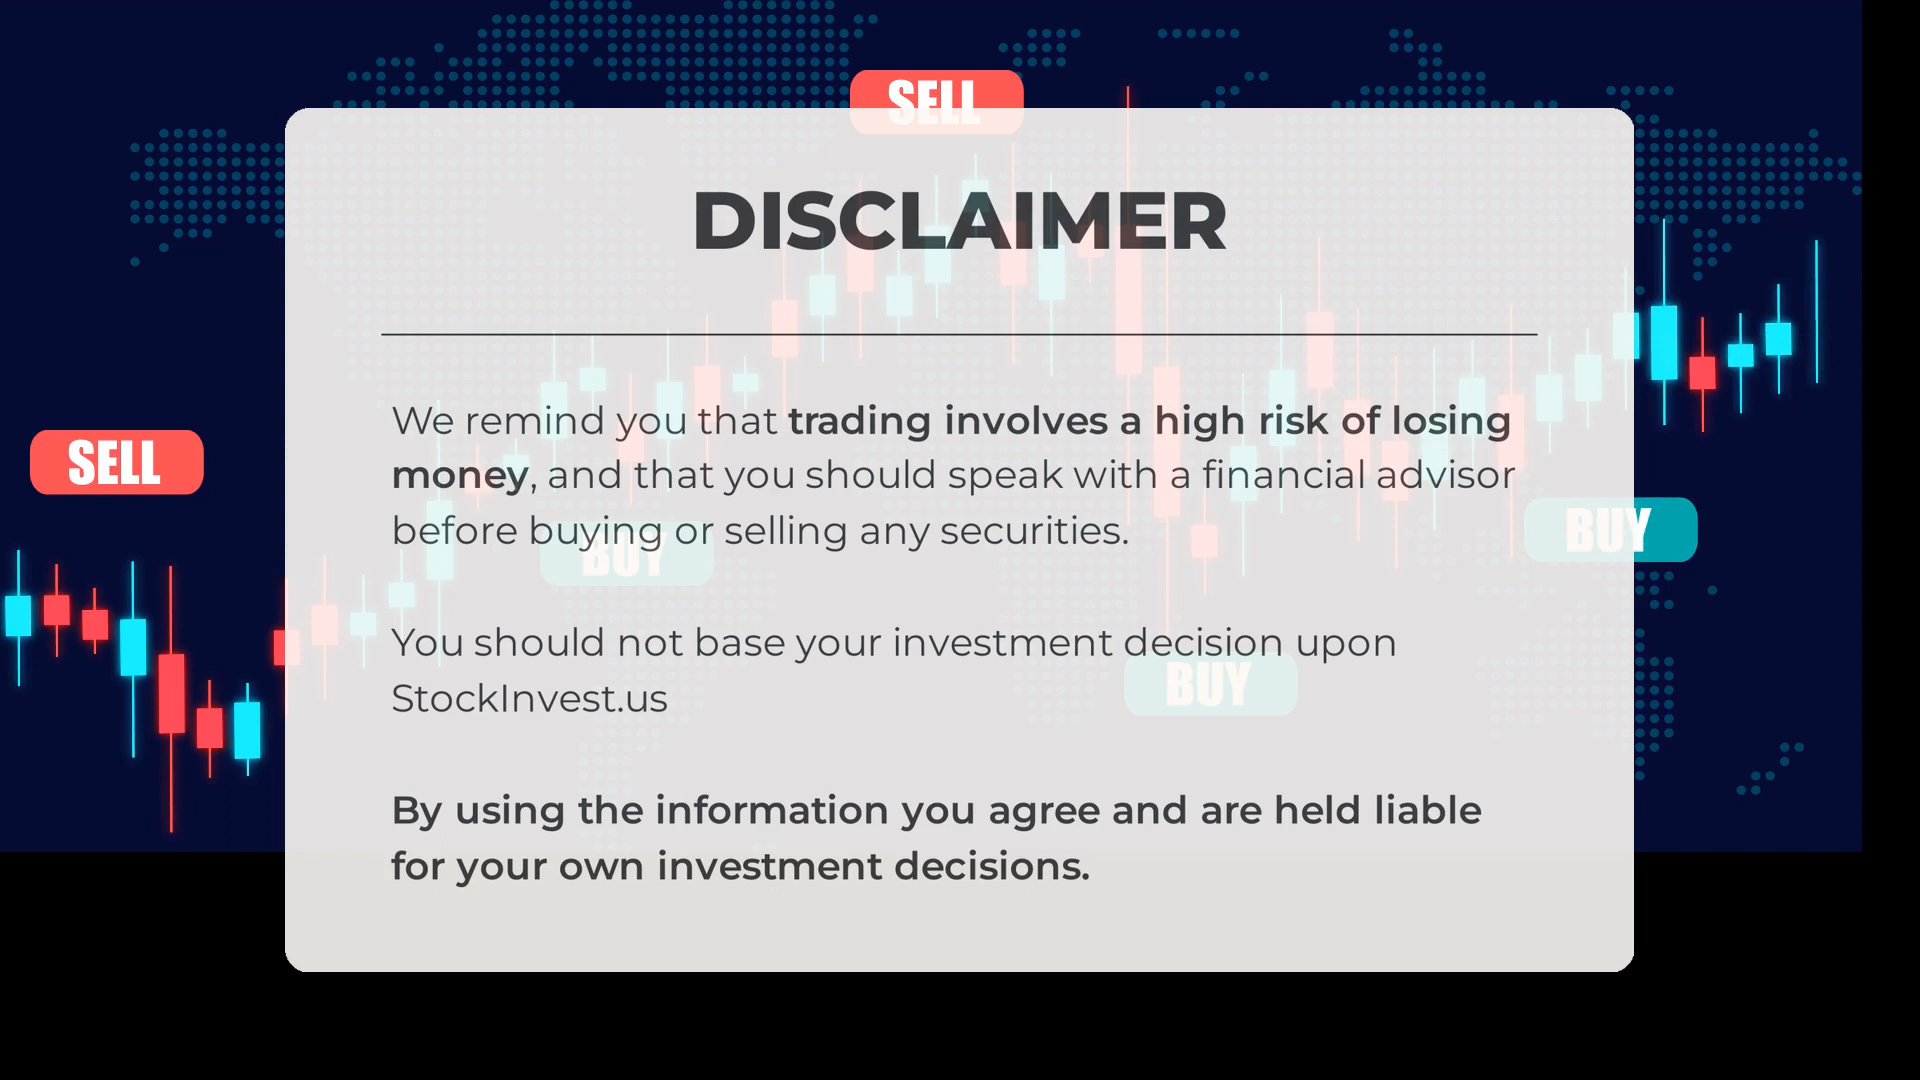 SELL
DISCLAIMER
We remind you that trading involves a high risk of losing
money, and that you should speak with a financial advisor
before buying or selling any securities.
SELL
BUY
BUY
You should not base your investment decision upon
StockInvest.us
BUY
By using the information you agree and are held liable
for your own investment decisions.